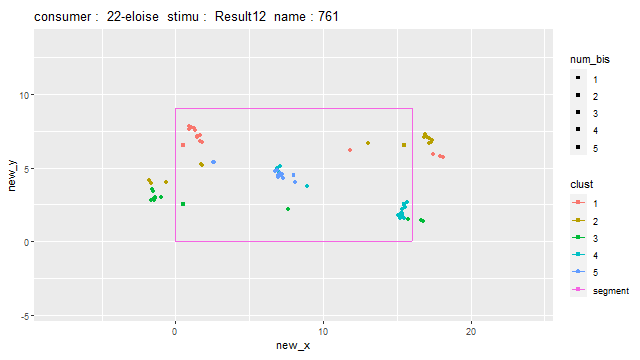 consumer :  22-eloise  stimu :  Result12  name : 761
new_y
10
5
0
-5
0
10
20
new_x
num_bis
1
2
3
4
5
clust
1
2
3
4
5
segment